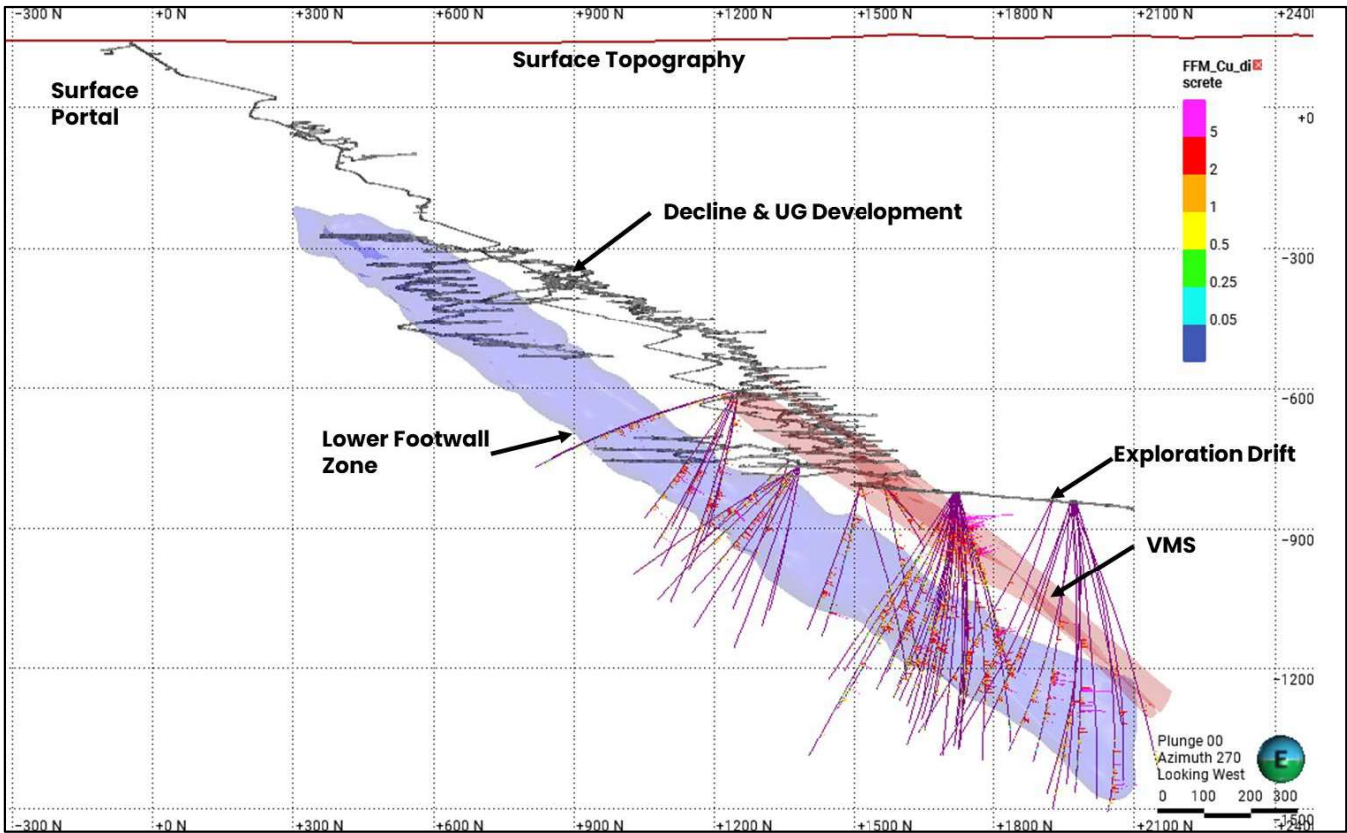 -300 N +0 N +300 N +600 N +900 N +1200 N +1500 N +1800 N +2100 N +240
Surface Topography
Surface
Portal
FFM_Cu_di
screte
5
2
1
0.5
0.25
0.05
+0
Decline & UG Development
-300
-600
Lower Footwall
Zone
Exploration Drift
-900
VMS
-1200
Plunge 00
Azimuth 270
Looking West
E
0 100 200 300
-1500
-300 N +0 N +300 N +600 N +900 N +1200 N +1500 N +1800 N +2100 N